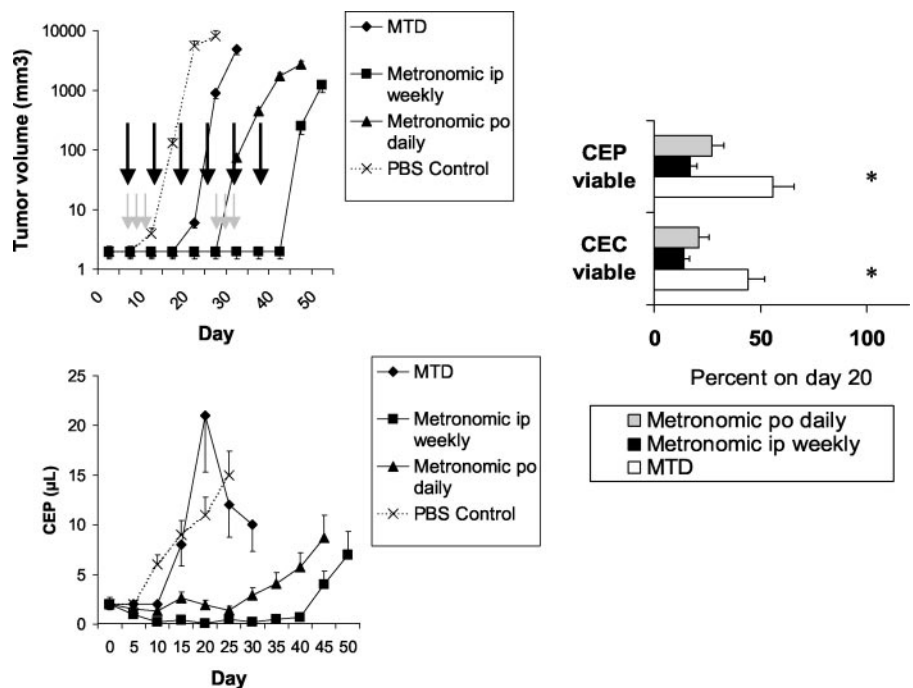 Tumor volume (mm3)
10000
1000
100
10
1
0
10
20
30
40
50
Day
MTD
Metronomic ip
weekly
Metronomic po
daily
PBS Control
CEP
viable
CEC
viable
*
*
0
50
100
Percent on day 20
Metronomic po daily
Metronomic ip weekly
MTD
CEP (µL)
25
20
15
10
5
0
0 5 10 15 20 25 30 35 40 45 50
Day
MTD
Metronomic ip
weekly
Metronomic po
daily
PBS Control